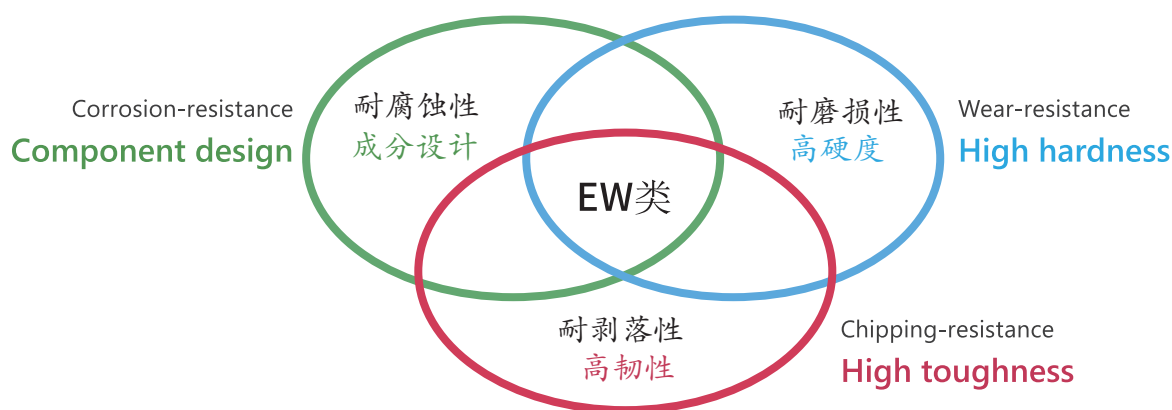 Corrosion-resistance
Component design
耐腐蚀性
成分设计
耐磨损性
高硬度
Wear-resistance
High hardness
EW类
耐剥落性
高韧性
Chipping-resistance
High toughness